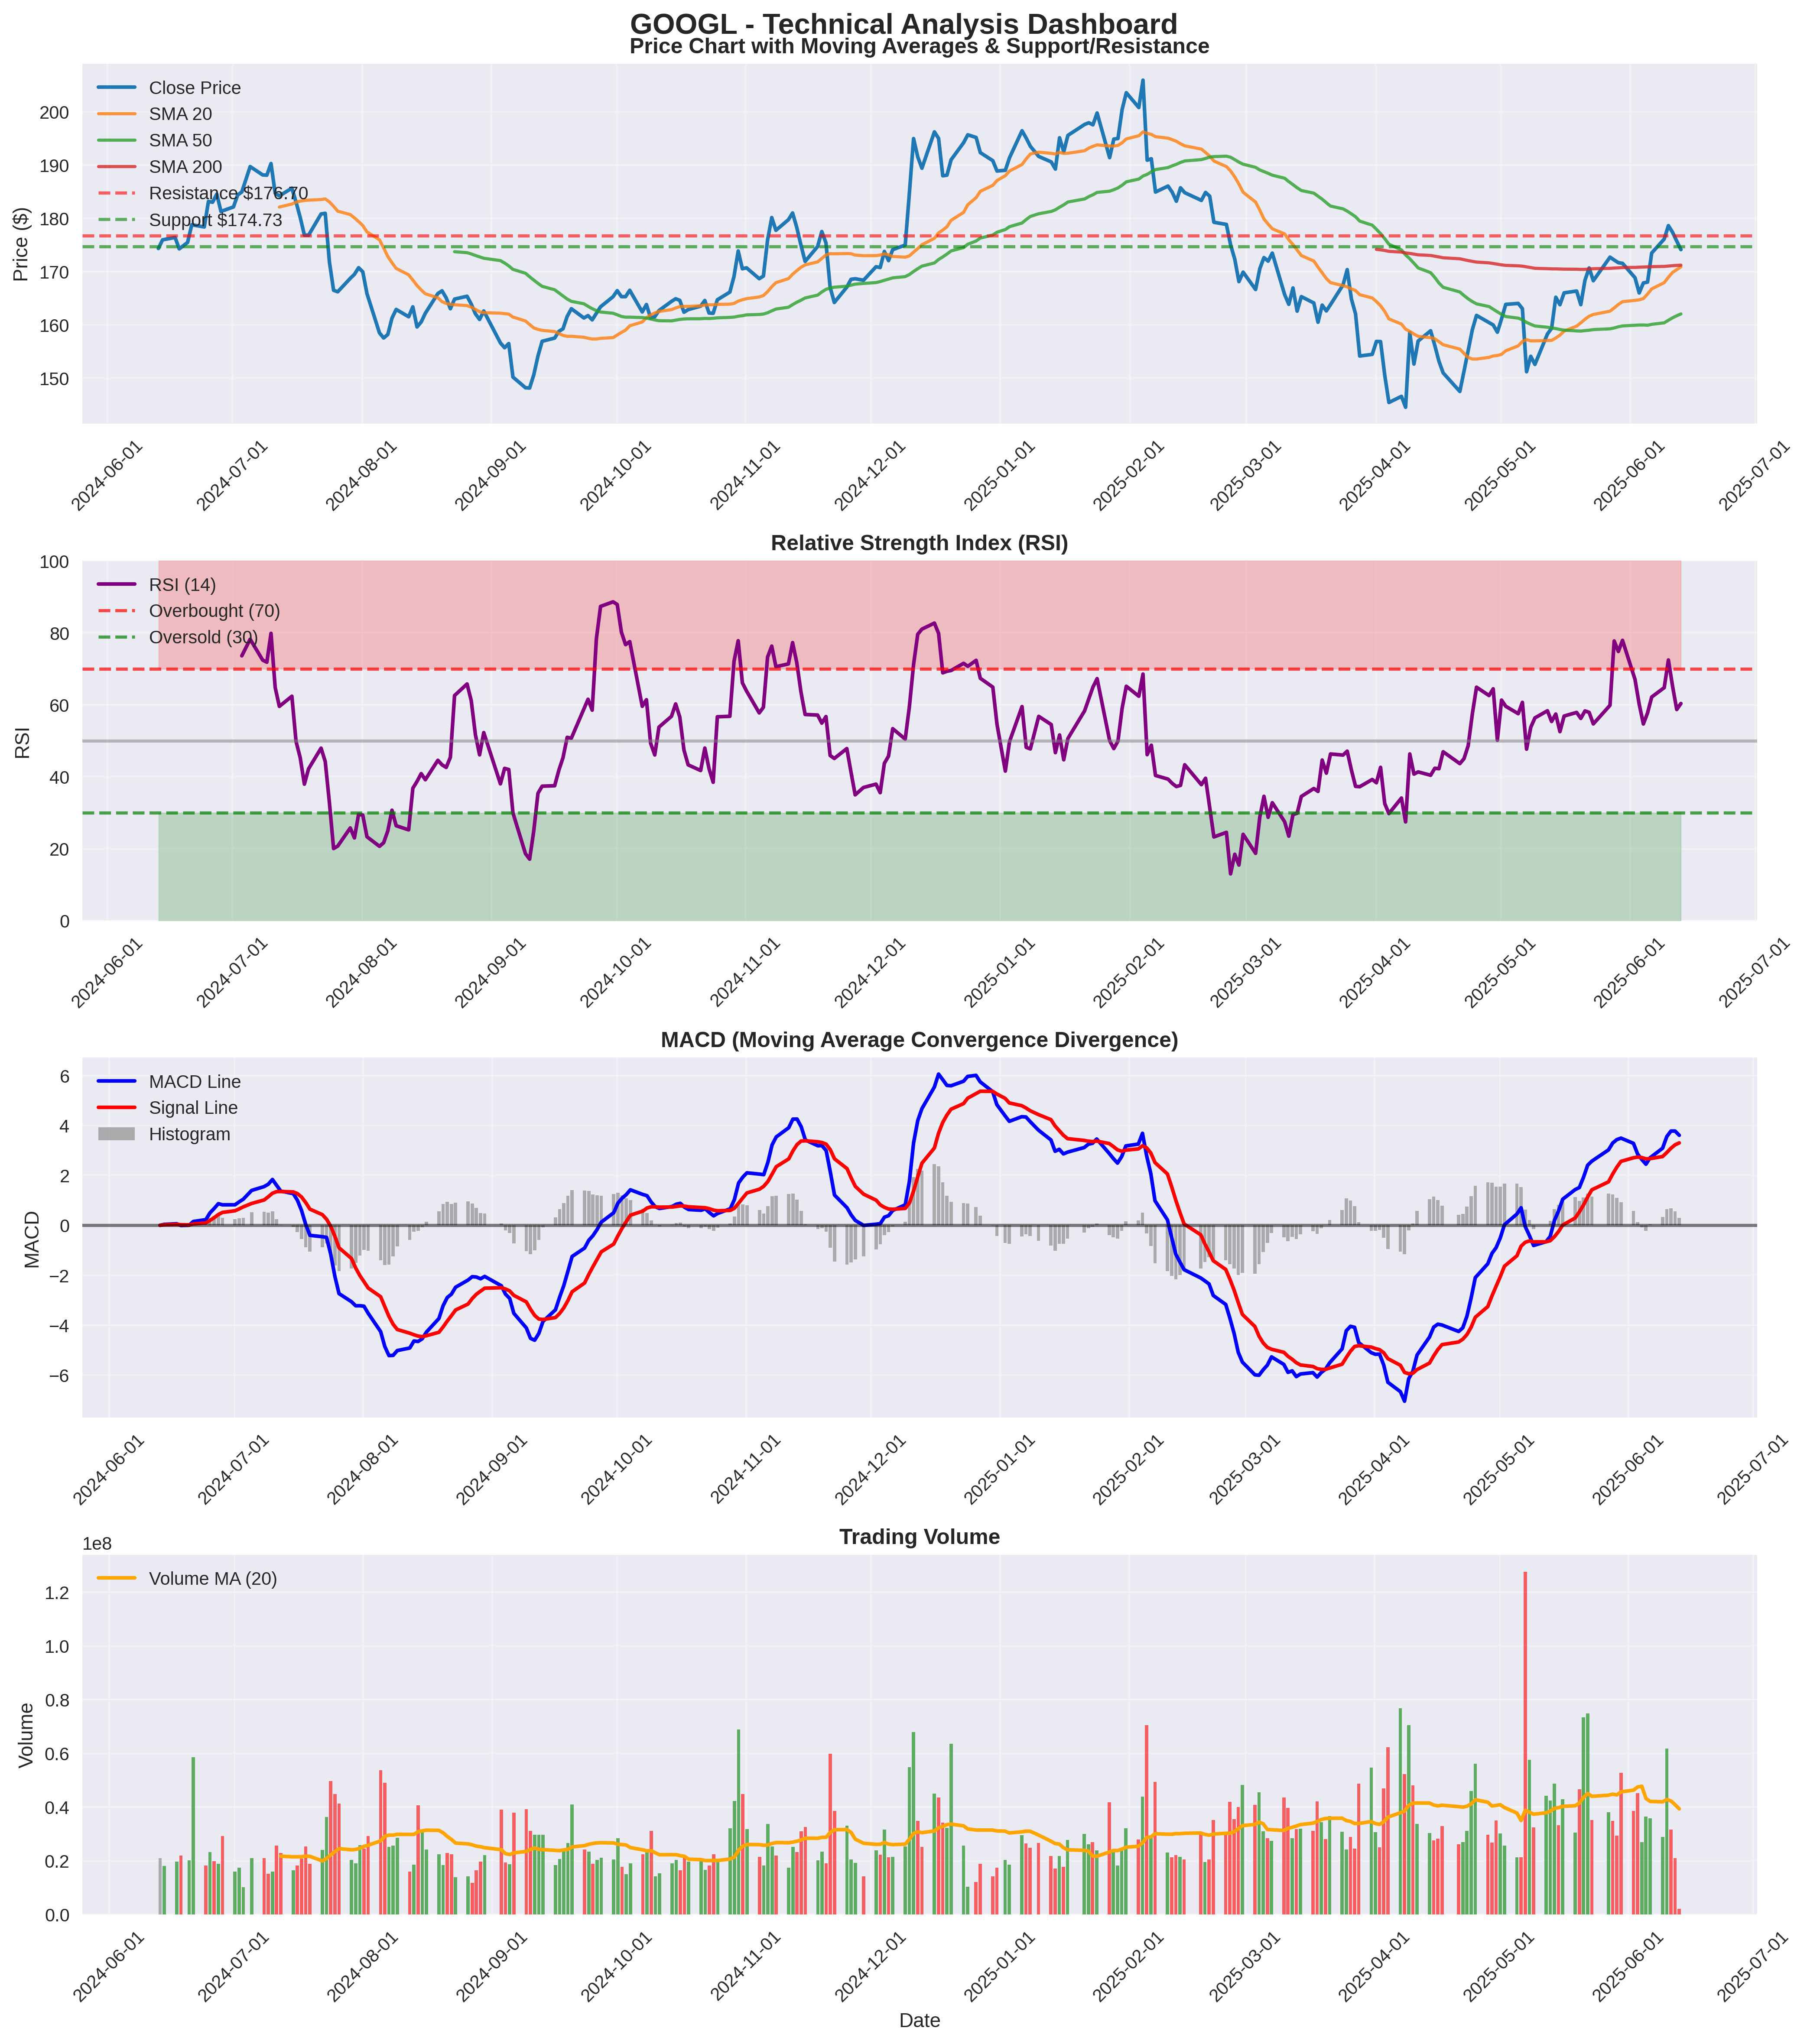 GOOGL - Technical Analysis Dashboard
Price Chart with Moving Averages & Support/Resistance
Close Price
SMA 20
SMA 50
SMA 200
Resistance $176.70
Support $174.73
Price ($)
200
190
180
170
160
150
2024-06-01 2024-07-01 2024-08-01 2024-09-01 2024-10-01 2024-11-01 2024-12-01 2025-01-01 2025-02-01 2025-03-01 2025-04-01 2025-05-01 2025-06-01 2025-07-01
Relative Strength Index (RSI)
RSI (14)
Overbought (70)
Oversold (30)
RSI
100
80
60
40
20
0
2024-06-01 2024-07-01 2024-08-01 2024-09-01 2024-10-01 2024-11-01 2024-12-01 2025-01-01 2025-02-01 2025-03-01 2025-04-01 2025-05-01 2025-06-01 2025-07-01
MACD (Moving Average Convergence Divergence)
MACD Line
Signal Line
Histogram
MACD
6
4
2
0
−2
−4
−6
2024-06-01 2024-07-01 2024-08-01 2024-09-01 2024-10-01 2024-11-01 2024-12-01 2025-01-01 2025-02-01 2025-03-01 2025-04-01 2025-05-01 2025-06-01 2025-07-01
Trading Volume
1e8
Volume MA (20)
Volume
1.2
1.0
0.8
0.6
0.4
0.2
0.0
2024-06-01 2024-07-01 2024-08-01 2024-09-01 2024-10-01 2024-11-01 2024-12-01 2025-01-01 2025-02-01 2025-03-01 2025-04-01 2025-05-01 2025-06-01 2025-07-01
Date